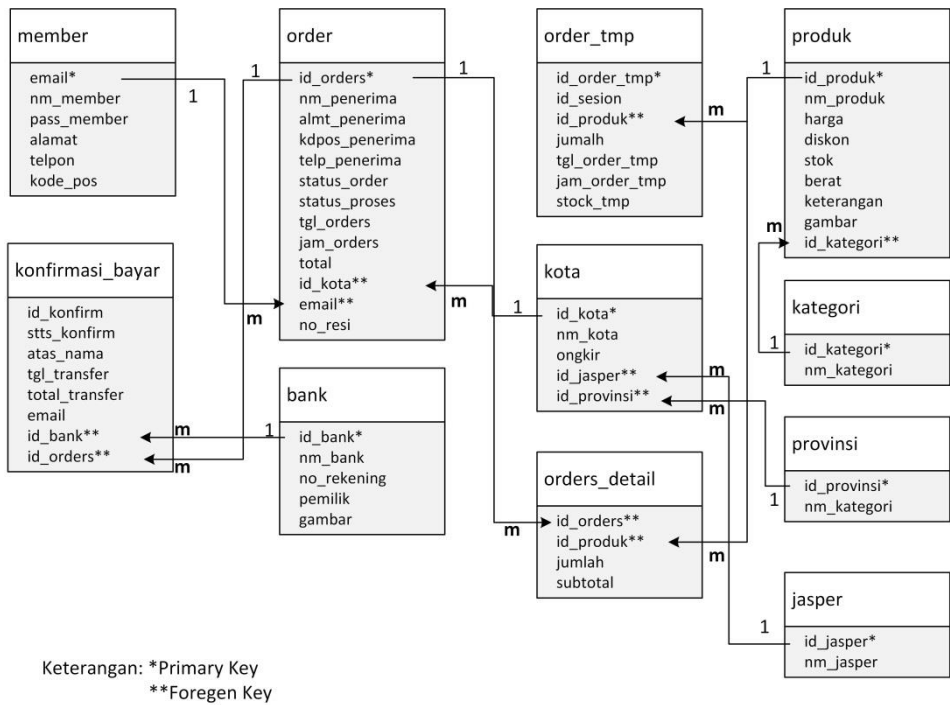 member
email*
nm_member
pass_member
alamat
telpon
kode_pos
1
order
id_orders*
nm_penerima
almt_penerima
kdpos_penerima
telp_penerima
status_order
status_proses
tgl_orders
jam_orders
total
id_kota**
email**
no_resi
1
1
m
m
order_tmp
id_order_tmp*
id_sesion
id_produk**
jumalh
tgl_order_tmp
jam_order_tmp
stock_tmp
m
produk
id_produk*
nm_produk
harga
diskon
stok
berat
keterangan
gambar
id_kategori**
1
m
konfirmasi_bayar
id_konfirm
stts_konfirm
atas_nama
tgl_transfer
total_transfer
email
id_bank**
id_orders**
m
m
bank
id_bank*
nm_bank
no_rekening
pemilik
gambar
1
kota
id_kota*
nm_kota
ongkir
id_jasper**
id_provinsi**
1
m
m
kategori
id_kategori*
nm_kategori
1
provinsi
id_provinsi*
nm_kategori
1
orders_detail
id_orders**
id_produk**
jumlah
subtotal
m
m
jasper
id_jasper*
nm_jasper
1
Keterangan: *Primary Key
**Foregen Key